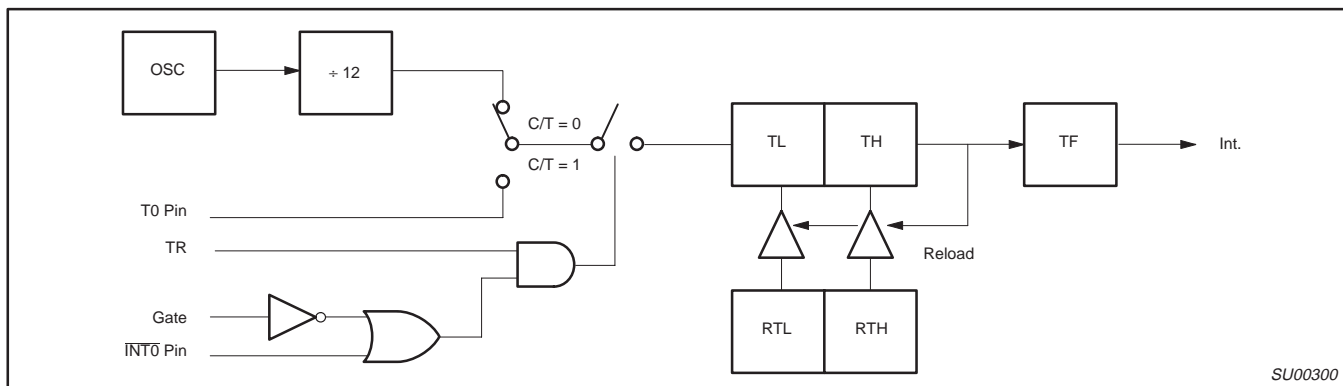 OSC
÷ 12
C/T = 0
C/T = 1
TL
TH
TF
Int.
T0 Pin
TR
Reload
Gate
INT0 Pin
RTL
RTH
SU00300